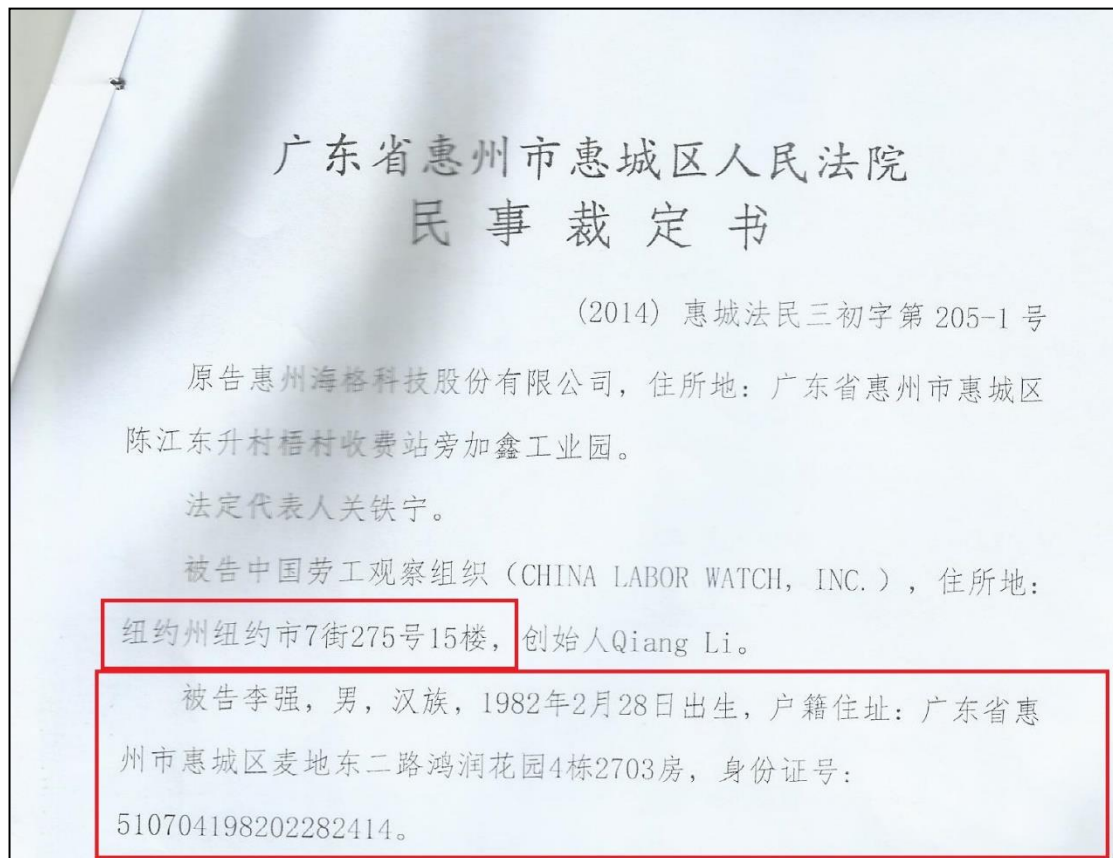 广东省惠州市惠城区人民法院
民事裁定书
(2014) 惠城法民三初字第 205-1 号
原告惠州海格科技股份有限公司，住所地：广东省惠州市惠城区
陈江东升村梧村收费站旁加鑫工业园。
法定代表人关铁宁。
被告中国劳工观察组织（CHINA LABOR WATCH, INC.），住所地：
纽约州纽约市7街275号15楼，创始人Qiang Li。
被告李强，男，汉族，1982年2月28日出生，户籍住址：广东省惠
州市惠城区麦地东二路鸿润花园4栋2703房，身份证号：
510704198202282414。